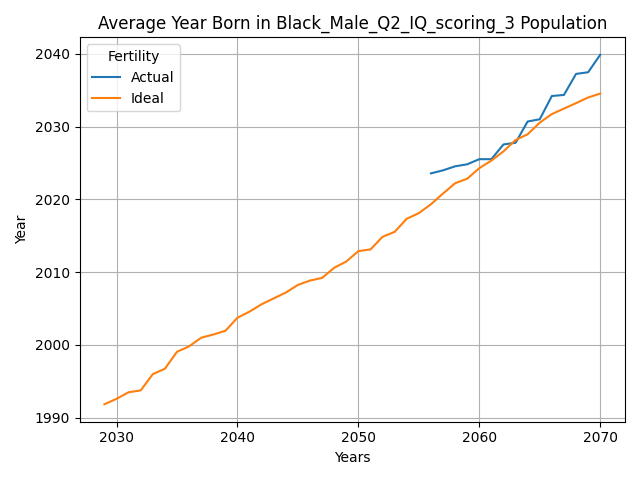 Average Year Born in Black_Male_Q2_IQ_scoring_3 Population
Fertility
Actual
Ideal
2040
2030
2020
2010
2000
1990
Year
2030 2040 2050 2060 2070
Years